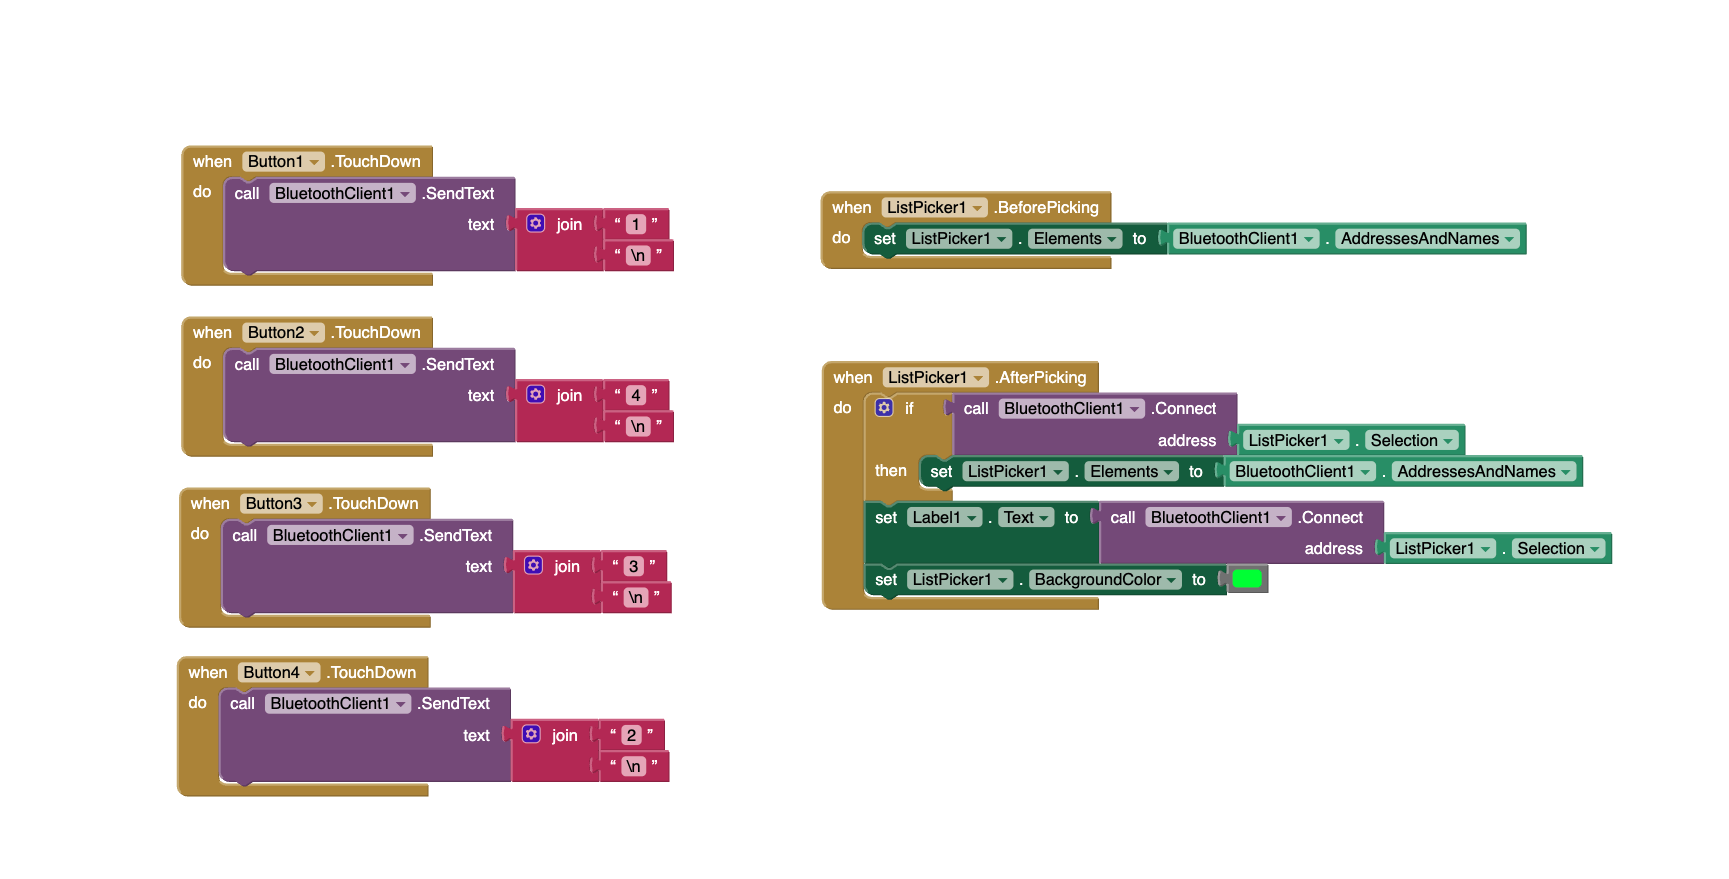 when Button1 .TouchDown
do call BluetoothClient1 .SendText
text join “ 1 ”
“ \n ”
when Button2 .TouchDown
do call BluetoothClient1 .SendText
text join “ 4 ”
“ \n ”
when Button3 .TouchDown
do call BluetoothClient1 .SendText
text join “ 3 ”
“ \n ”
when Button4 .TouchDown
do call BluetoothClient1 .SendText
text join “ 2 ”
“ \n ”
when ListPicker1 .BeforePicking
do set ListPicker1 . Elements to BluetoothClient1 . AddressesAndNames
when ListPicker1 .AfterPicking
do if call BluetoothClient1 .Connect
address ListPicker1 . Selection
then set ListPicker1 . Elements to BluetoothClient1 . AddressesAndNames
set Label1 . Text to call BluetoothClient1 .Connect
address ListPicker1 . Selection
set ListPicker1 . BackgroundColor to